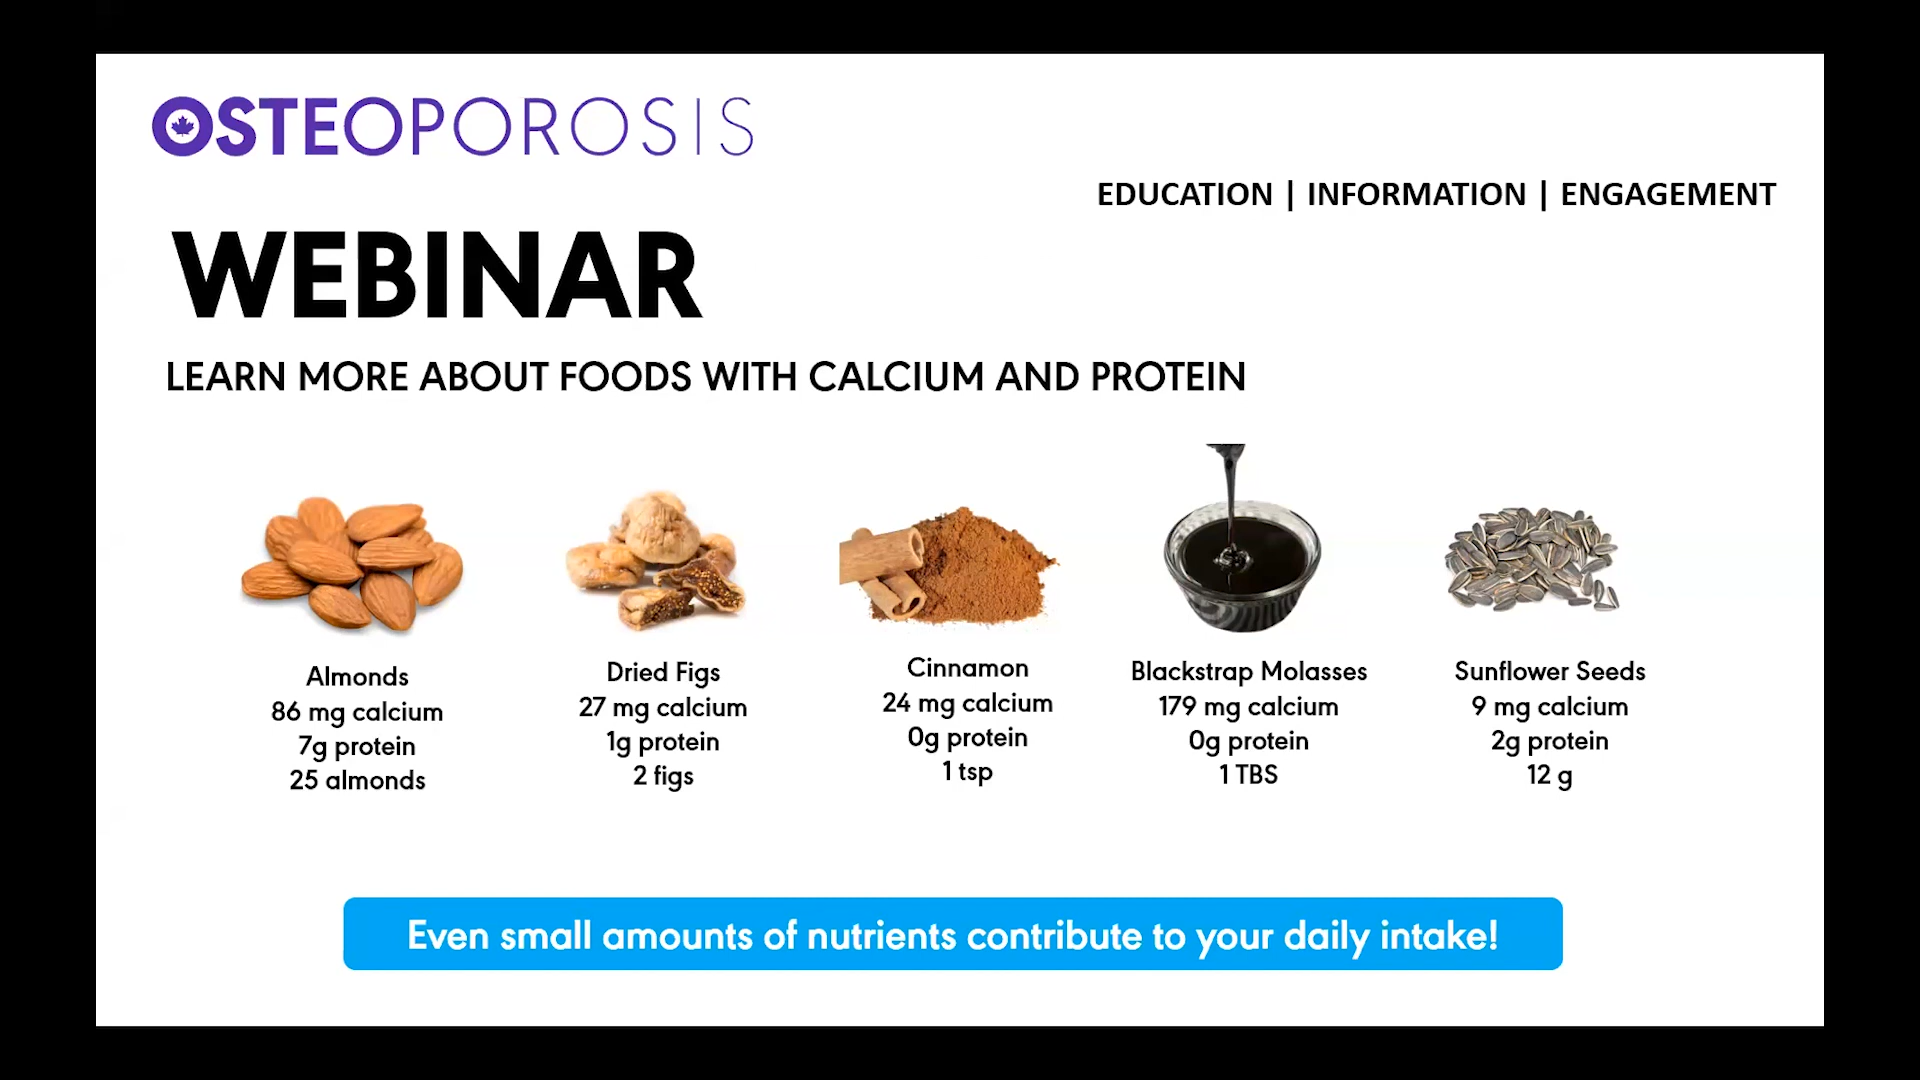 OSTEOPOROSIS
EDUCATION | INFORMATION | ENGAGEMENT
WEBINAR
LEARN MORE ABOUT FOODS WITH CALCIUM AND PROTEIN
Almonds
86 mg calcium
7g protein
25 almonds
Dried Figs
27 mg calcium
1g protein
2 figs
Cinnamon
24 mg calcium
0g protein
1 tsp
Blackstrap Molasses
179 mg calcium
0g protein
1 TBS
Sunflower Seeds
9 mg calcium
2g protein
12 g
Even small amounts of nutrients contribute to your daily intake!